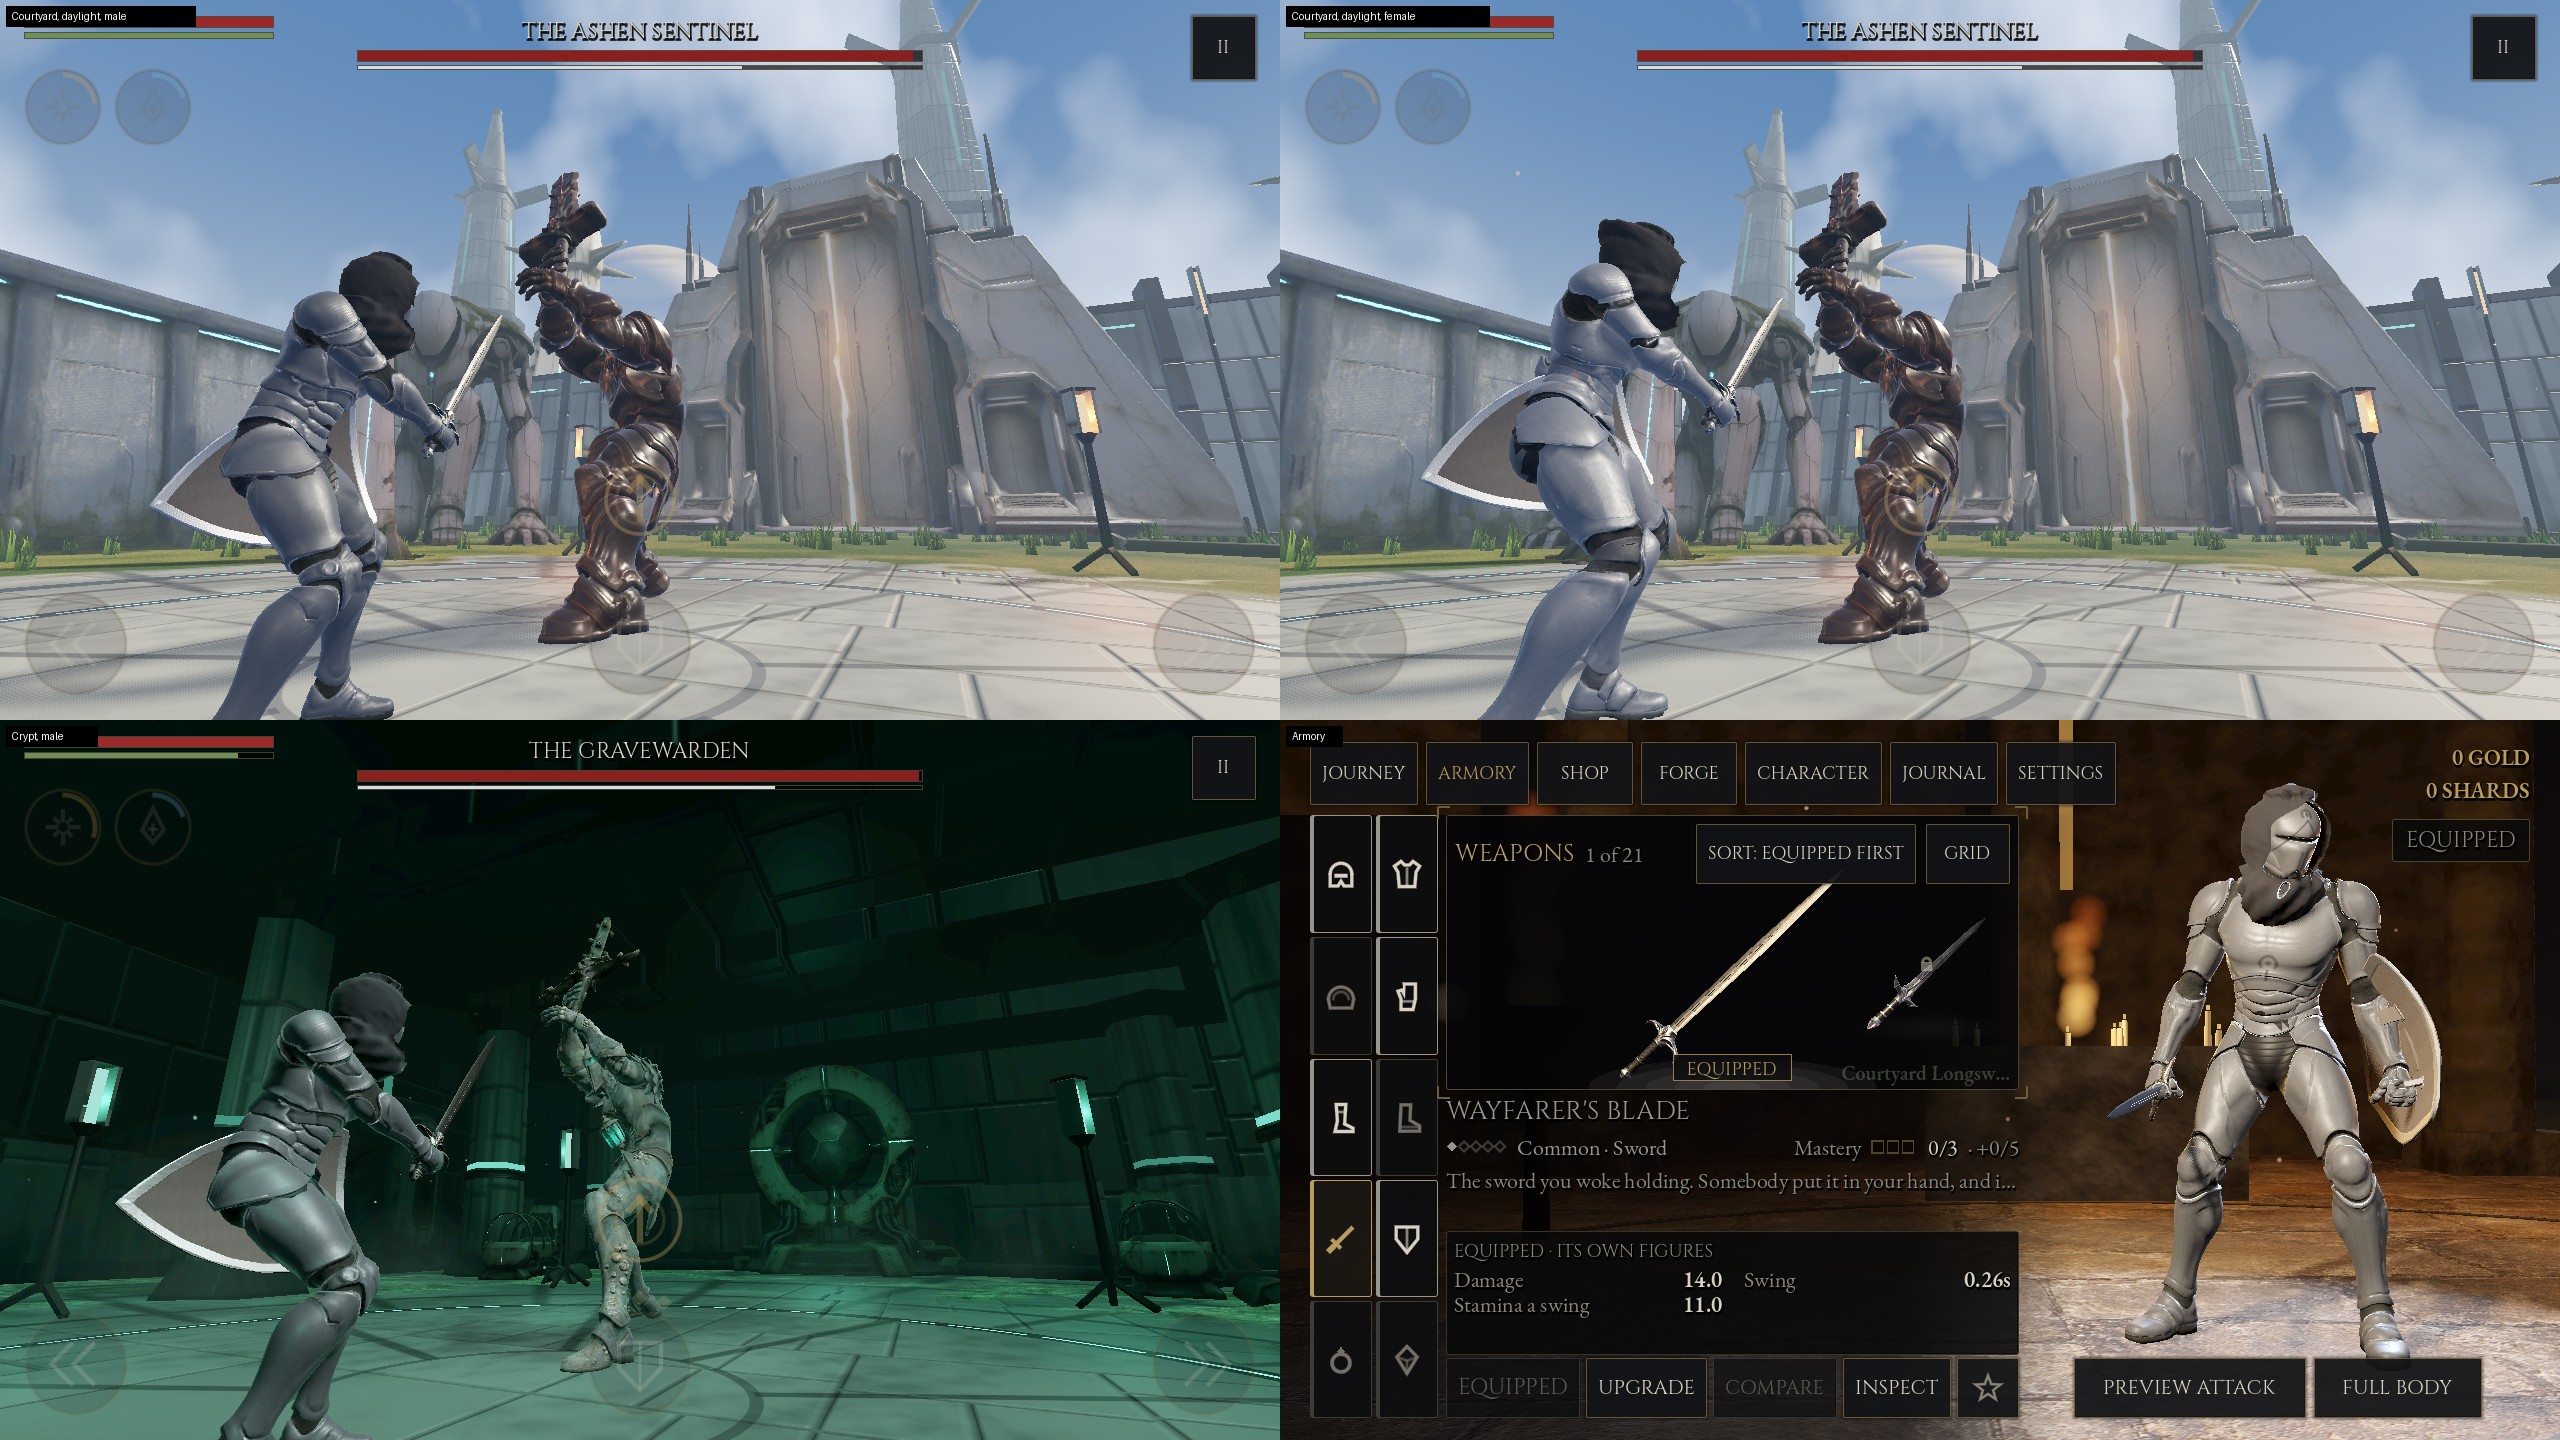 Courtyard, daylight, male
THE ASHEN SENTINEL
II
Courtyard, daylight, female
THE ASHEN SENTINEL
II
Crypt, male
THE GRAVEWARDEN
II
Armory
JOURNEY
ARMORY
SHOP
FORGE
CHARACTER
JOURNAL
SETTINGS
0 GOLD
0 SHARDS
EQUIPPED
WEAPONS 1 of 21
SORT: EQUIPPED FIRST
GRID
EQUIPPED
Courtyard Longsw...
WAYFARER'S BLADE
Common · Sword
Mastery 0/3 · +0/5
The sword you woke holding. Somebody put it in your hand, and i...
EQUIPPED · ITS OWN FIGURES
Damage 14.0 Swing 0.26s
Stamina a swing 11.0
EQUIPPED
UPGRADE
COMPARE
INSPECT
PREVIEW ATTACK
FULL BODY